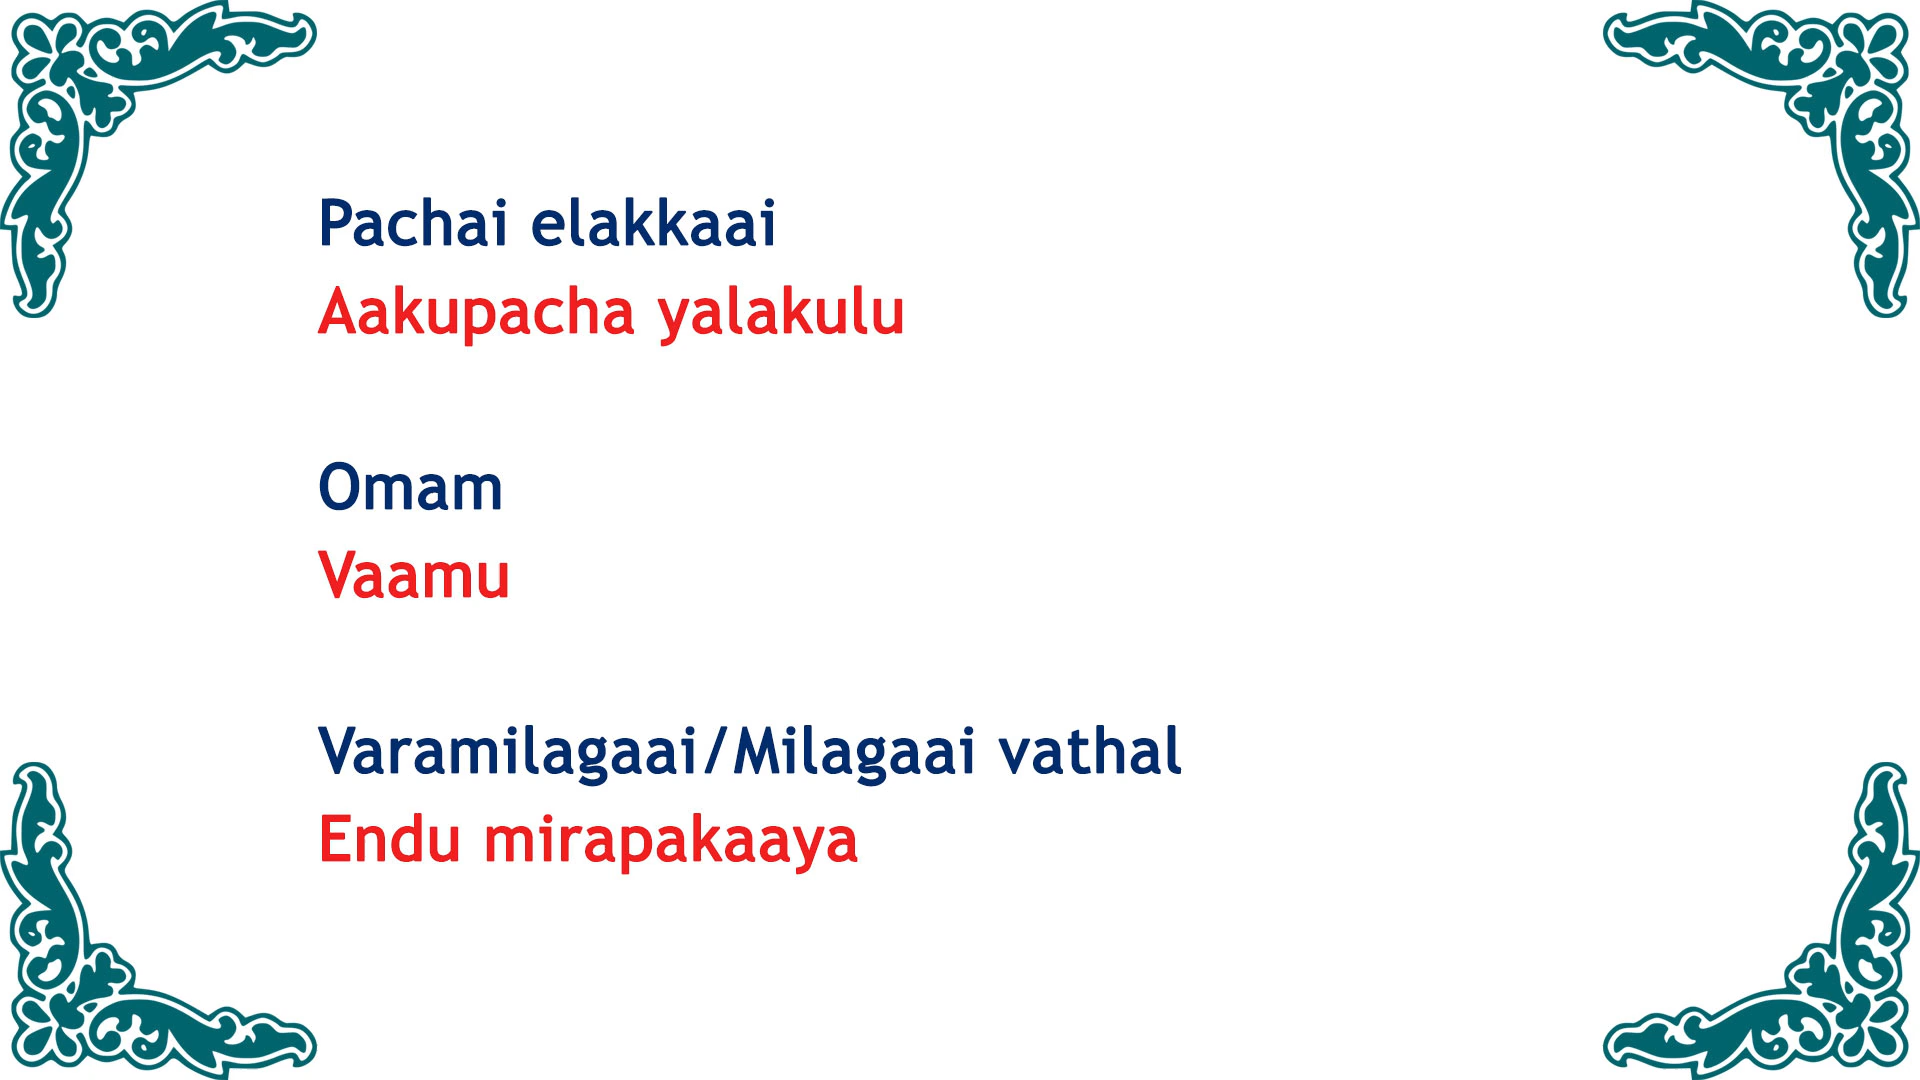 Pachai elakkaai
Aakupacha yalakulu
Omam
Vaamu
Varamilagaai/Milagaai vathal
Endu mirapakaaya